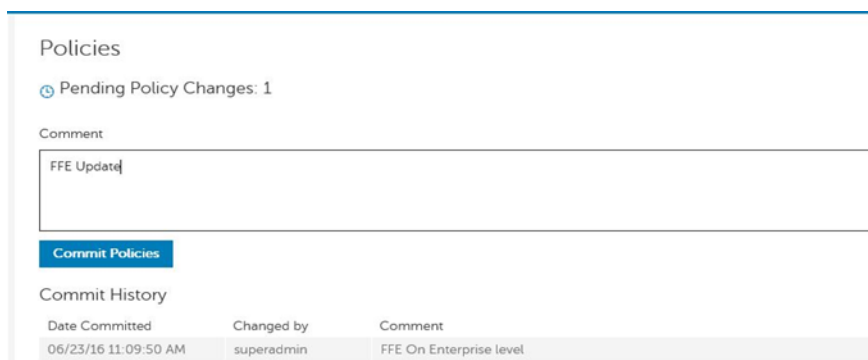 Policies
Pending Policy Changes: 1
Comment
FFE Update
Commit Policies
Commit History
Date Committed Changed by Comment
06/23/16 11:09:50 AM superadmin FFE On Enterprise level